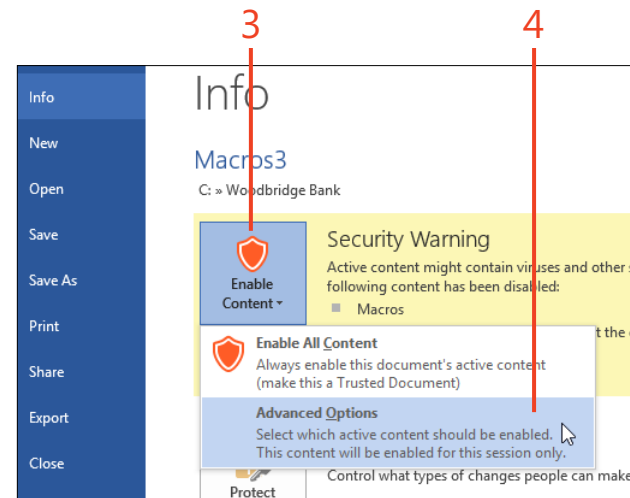 3 4
Info
New
Open
Save
Save As
Print
Share
Export
Close
Info
Macros3
C: » Woodbridge Bank
Enable
Content
Security Warning
Active content might contain viruses and other
following content has been disabled:
Macros
t the
Enable All Content
Always enable this document's active content
(make this a Trusted Document)
Advanced Options
Select which active content should be enabled.
This content will be enabled for this session only.
Protect
Control what types of changes people can make